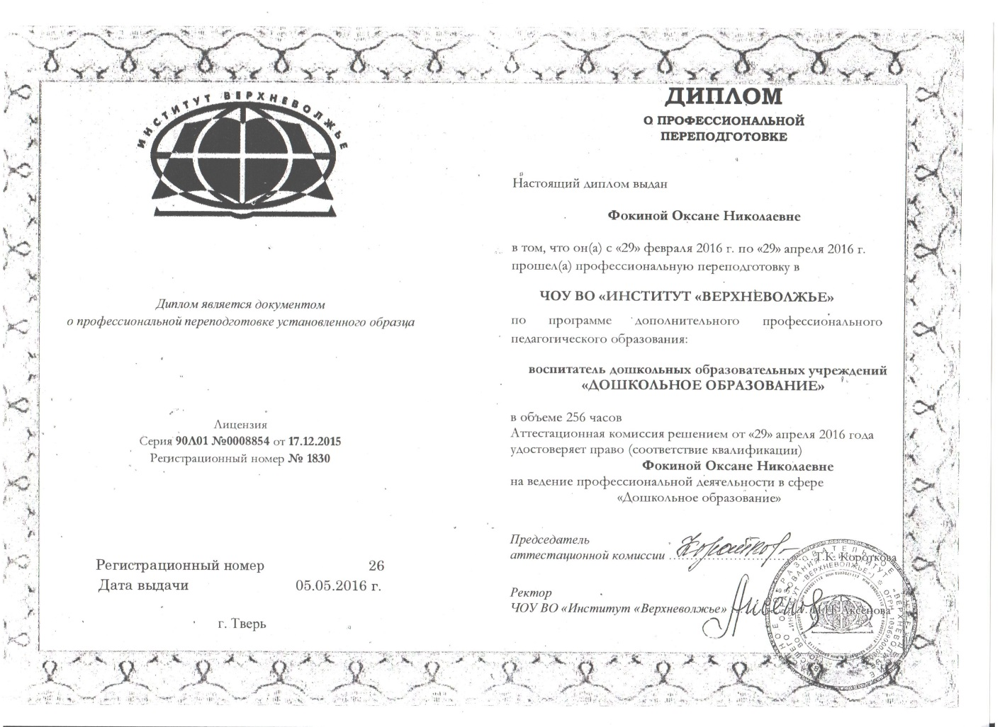 ИНСТИТУТ ВЕРХНЕВОЛЖЬЕ
Диплом является документом
о профессиональной переподготовке установленного образца
Лицензия
Серия 90Л01 №0008854 от 17.12.2015
Регистрационный номер № 1830
Регистрационный номер 26
Дата выдачи 05.05.2016 г.
г. Тверь
ДИПЛОМ
О ПРОФЕССИОНАЛЬНОЙ
ПЕРЕПОДГОТОВКЕ
Настоящий диплом выдан
Фокиной Оксане Николаевне
в том, что он(а) с «29» февраля 2016 г. по «29» апреля 2016 г.
прошел(а) профессиональную переподготовку в
ЧОУ ВО «ИНСТИТУТ «ВЕРХНЕВОЛЖЬЕ»
по программе дополнительного профессионального
педагогического образования:
воспитатель дошкольных образовательных учреждений
«ДОШКОЛЬНОЕ ОБРАЗОВАНИЕ»
в объеме 256 часов
Аттестационная комиссия решением от «29» апреля 2016 года
удостоверяет право (соответствие квалификации)
Фокиной Оксане Николаевне
на ведение профессиональной деятельности в сфере
«Дошкольное образование»
Председатель
аттестационной комиссии Т.К. Короткова
Ректор
ЧОУ ВО «Институт «Верхневолжье» Аксёнова